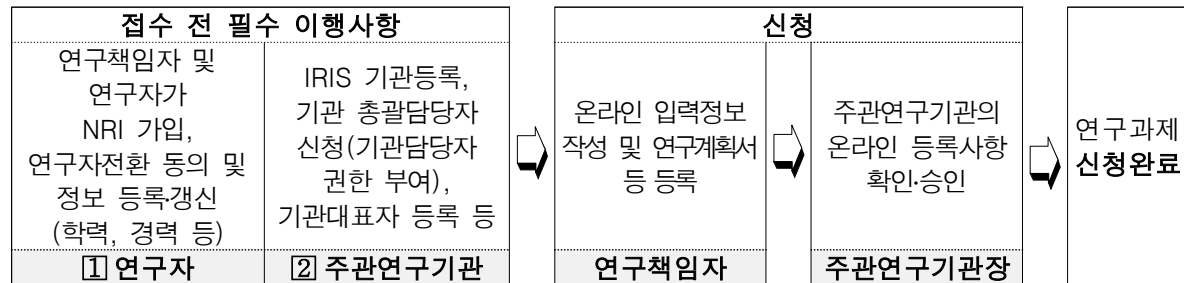 접수 전 필수 이행사항
연구책임자 및
연구자가
NRI 가입,
연구자전환 동의 및
정보 등록·갱신
(학력, 경력 등)
1 연구자
IRIS 기관등록,
기관 총괄담당자
신청(기관담당자
권한 부여),
기관대표자 등록 등
2 주관연구기관
신청
온라인 입력정보
작성 및 연구계획서
등 등록
연구책임자
주관연구기관의
온라인 등록사항
확인·승인
주관연구기관장
연구과제
신청완료